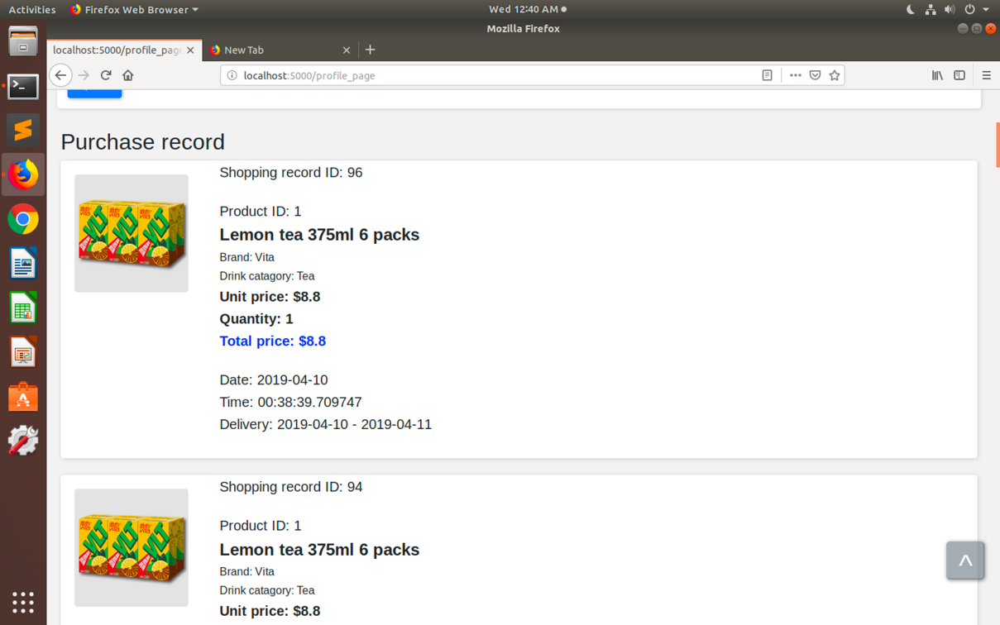 Activities Firefox Web Browser Wed 12:40 AM
Mozilla Firefox
localhost:5000/profile_page New Tab
localhost:5000/profile_page
Purchase record
Shopping record ID: 96
Product ID: 1
Lemon tea 375ml 6 packs
Brand: Vita
Drink catagory: Tea
Unit price: $8.8
Quantity: 1
Total price: $8.8
Date: 2019-04-10
Time: 00:38:39.709747
Delivery: 2019-04-10 - 2019-04-11
Shopping record ID: 94
Product ID: 1
Lemon tea 375ml 6 packs
Brand: Vita
Drink catagory: Tea
Unit price: $8.8